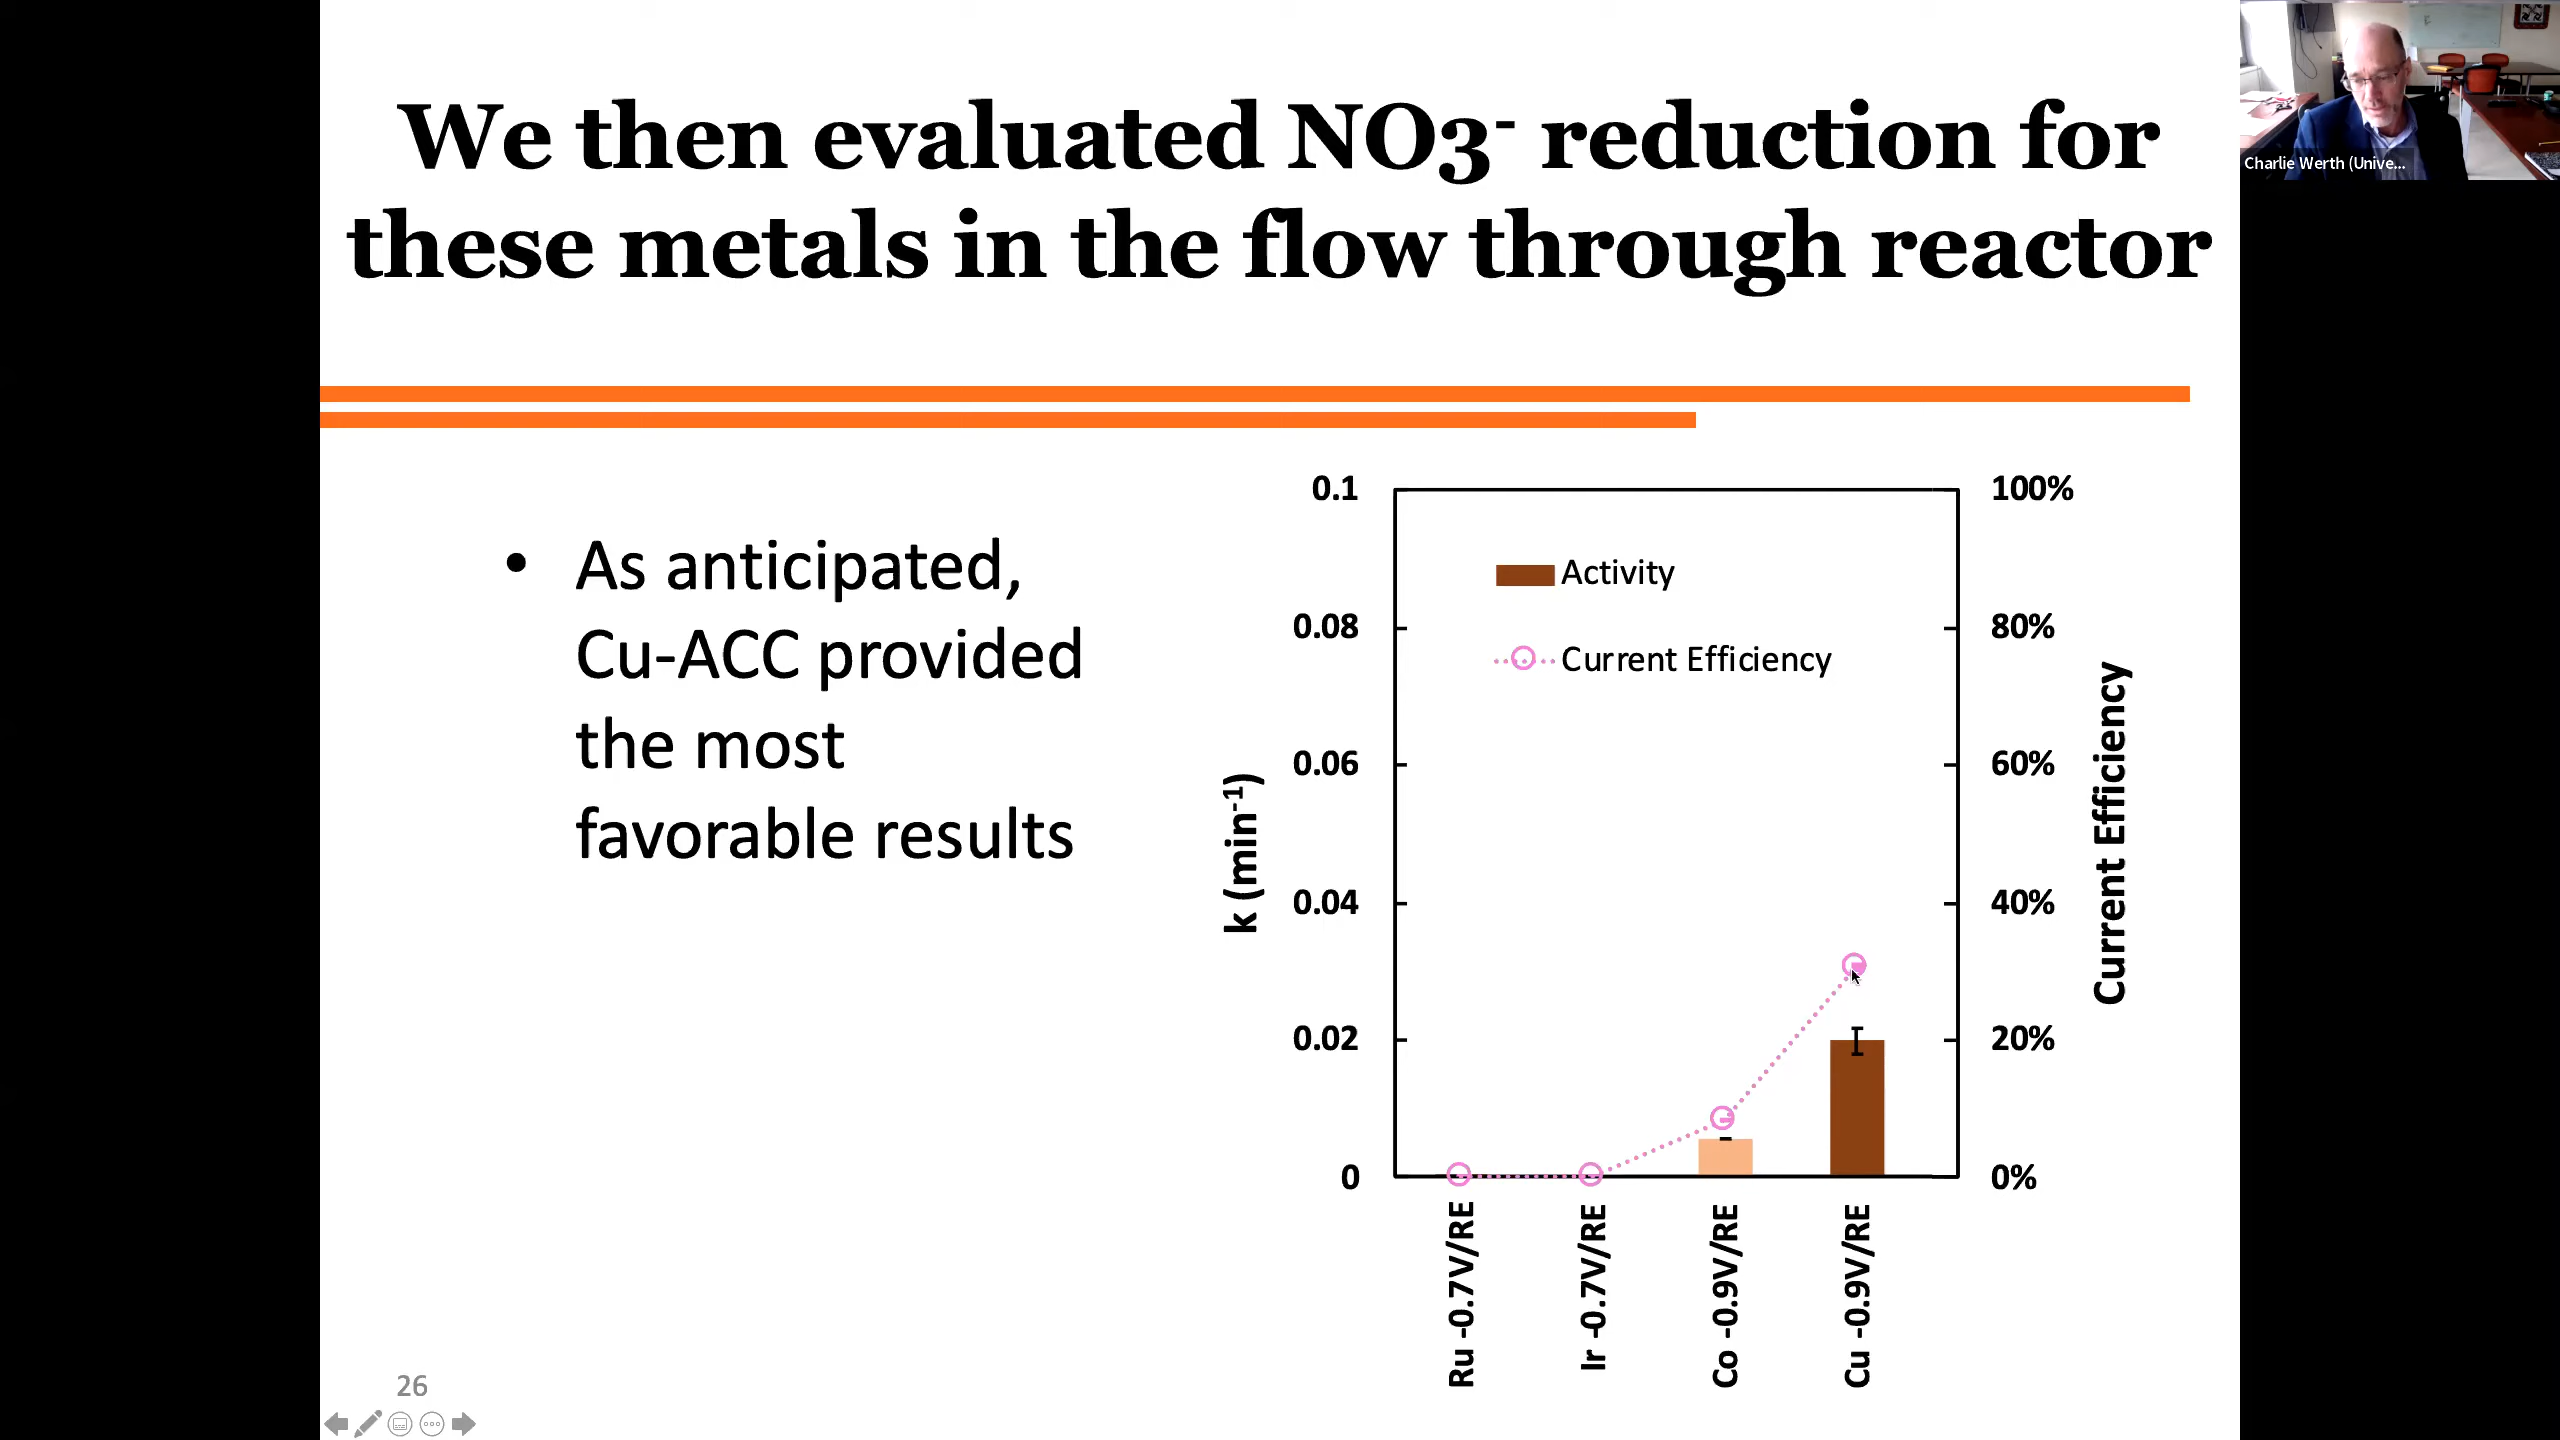 We then evaluated NO3⁻ reduction for
these metals in the flow through reactor
Charlie Werth (Unive...
• As anticipated,
Cu-ACC provided
the most
favorable results
0.1
0.08
0.06
0.04
0.02
0
k (min⁻¹)
Activity
Current Efficiency
100%
80%
60%
40%
20%
0%
Current Efficiency
Ru -0.7V/RE
Ir -0.7V/RE
Co -0.9V/RE
Cu -0.9V/RE
26